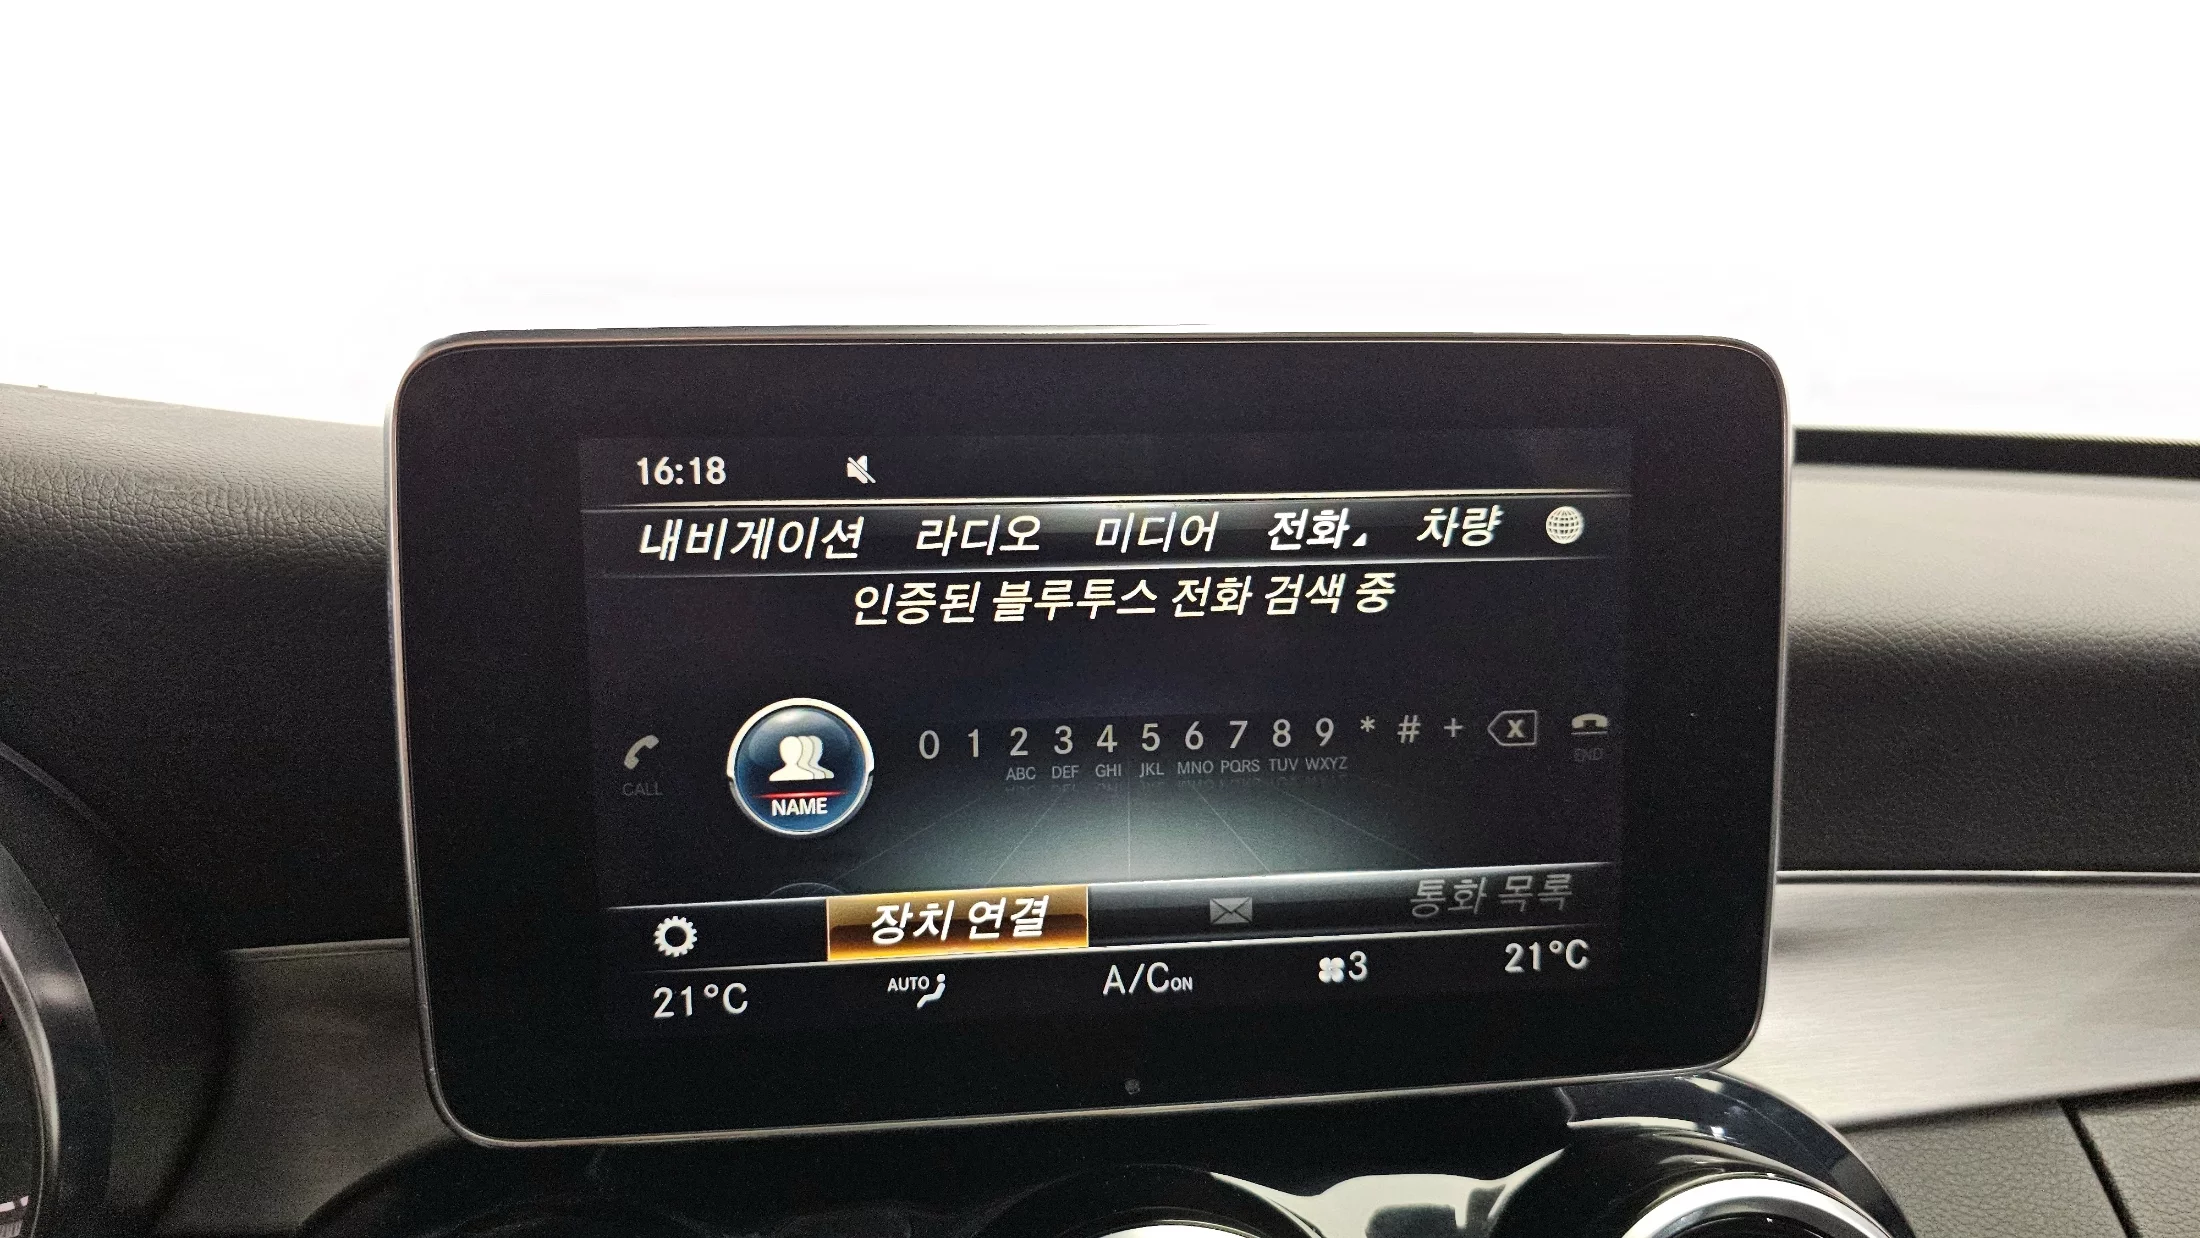 16:18
내비게이션 라디오 미디어 전화 차량
인증된 블루투스 전화 검색 중
CALL
NAME
0 1 2 3 4 5 6 7 8 9 * # +
ABC DEF GHI JKL MNO PQRS TUV WXYZ
END
장치 연결
통화 목록
21°C AUTO A/C ON 3 21°C